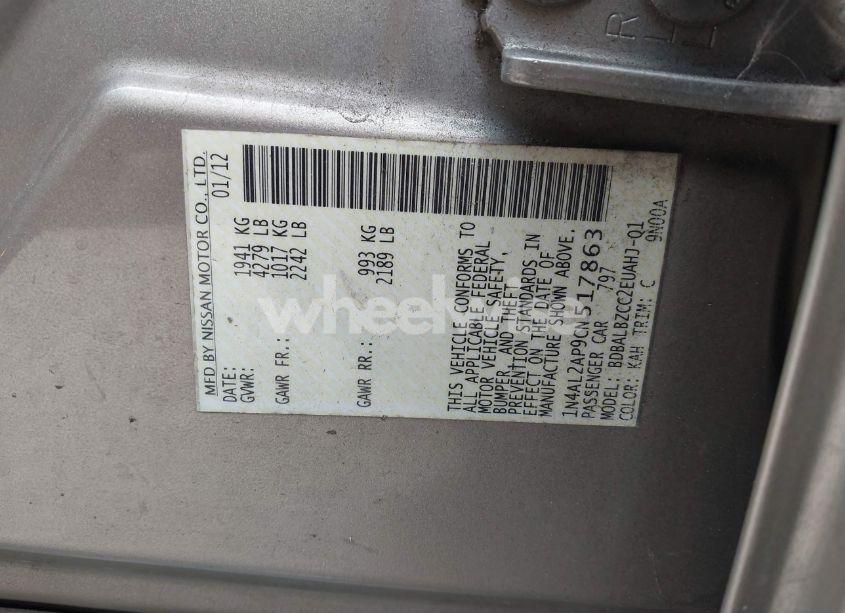 MFD BY NISSAN MOTOR CO., LTD.
DATE: 01/12
GVWR: 1941 KG
4279 LB
GAWR FR.: 1017 KG
2242 LB
GAWR RR.: 993 KG
2189 LB
THIS VEHICLE CONFORMS TO
ALL APPLICABLE FEDERAL
MOTOR VEHICLE SAFETY,
BUMPER, AND THEFT
PREVENTION STANDARDS IN
EFFECT ON THE DATE OF
MANUFACTURE SHOWN ABOVE.
1N4AL2AP9CN517863
PASSENGER CAR 797
MODEL: BDBALB2CC2EUAHJ-Q1
COLOR: KAH TRIM: C 9N00A
R